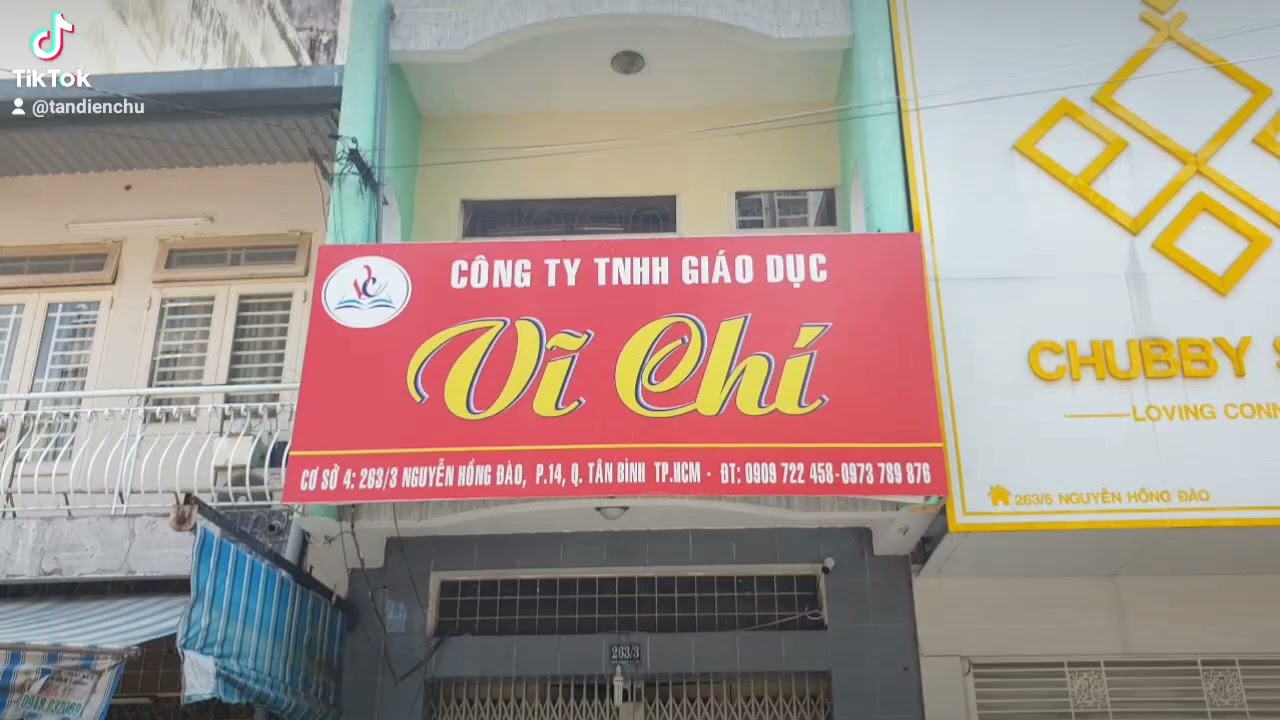 TikTok
@tandienchu
CÔNG TY TNHH GIÁO DỤC
Vĩ Chí
CƠ SỞ 4: 263/3 NGUYỄN HỒNG ĐÀO, P.14, Q. TÂN BÌNH TP.HCM - ĐT: 0909 722 458-0973 789 876
CHUBBY
LOVING CONN
263/5 NGUYỄN HỒNG ĐÀO
263/3